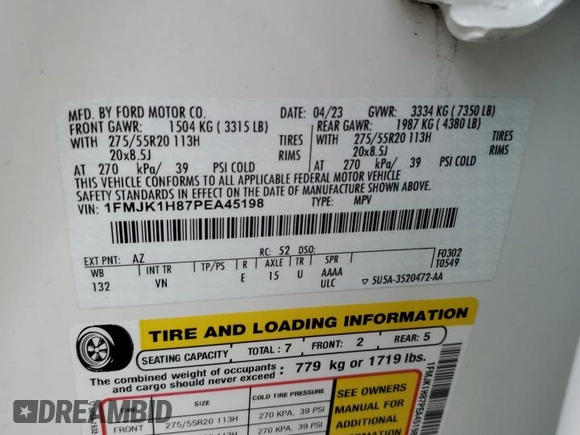 MFD. BY FORD MOTOR CO.
DATE: 04/23 GVWR: 3334 KG (7350 LB)
FRONT GAWR: 1504 KG (3315 LB) REAR GAWR: 1987 KG (4380 LB)
WITH 275/55R20 113H TIRES WITH 275/55R20 113H TIRES
20x8.5J RIMS 20x8.5J RIMS
AT 270 kPa/ 39 PSI COLD AT 270 kPa/ 39 PSI COLD
THIS VEHICLE CONFORMS TO ALL APPLICABLE FEDERAL MOTOR VEHICLE
SAFETY STANDARDS IN EFFECT ON THE DATE OF MANUFACTURE SHOWN ABOVE.
VIN: 1FMJK1H87PEA45198 TYPE: MPV
EXT PNT: AZ RC: 52 DSO: F0302
WB INT TR TP/PS R AXLE TR SPR T0549
132 VN E 15 U AAAA
ULC 5U5A-3520472-AA
TIRE AND LOADING INFORMATION
SEATING CAPACITY TOTAL: 7 FRONT: 2 REAR: 5
The combined weight of occupants and cargo should never exceed: 779 kg or 1719 lbs.
TIRE SIZE COLD TIRE PRESSURE
FRONT 275/55R20 113H 270 KPA, 39 PSI
SEE OWNERS
MANUAL FOR
ADDITIONAL
1FMJK1H87PEA45198
DREAMBID